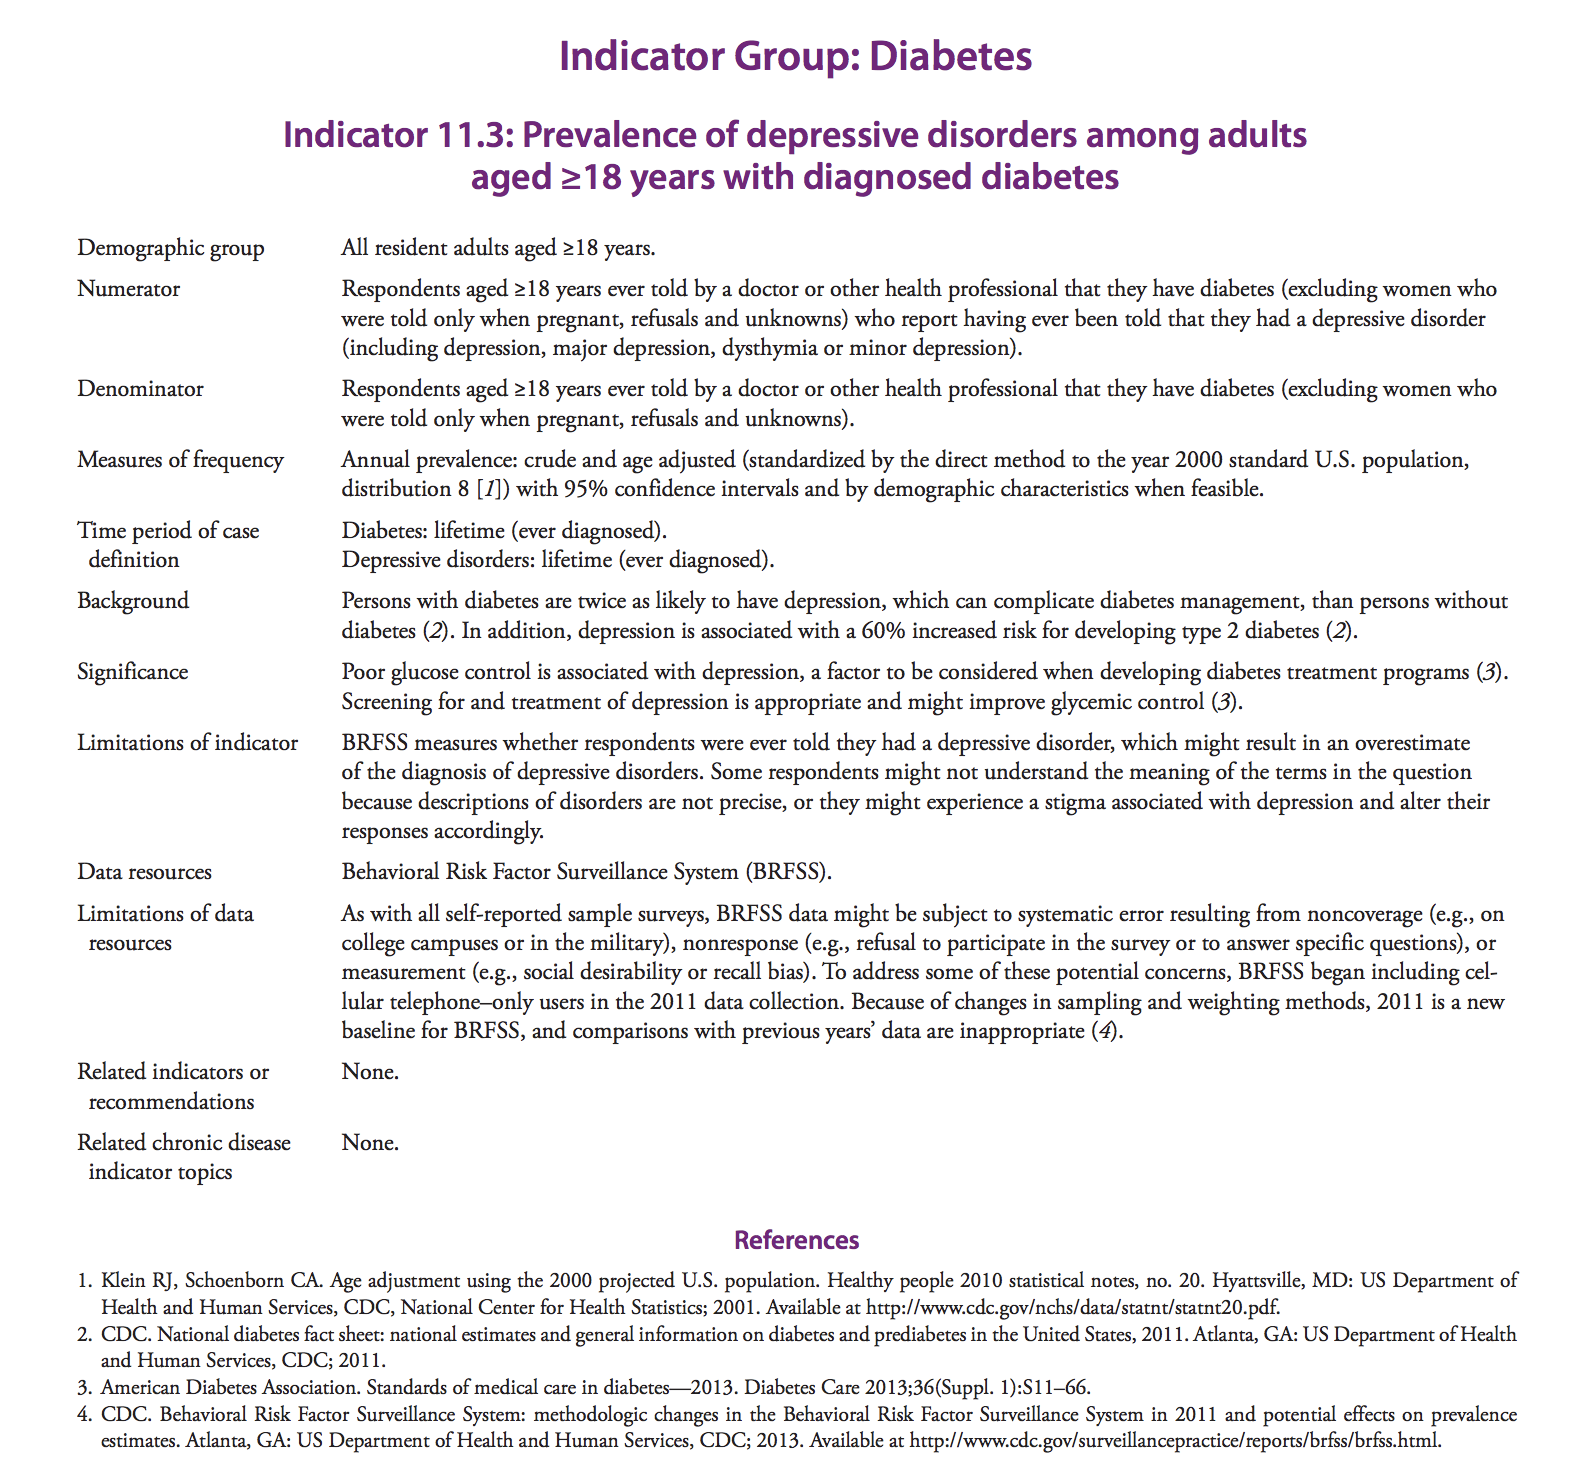 Indicator Group: Diabetes
Indicator 11.3: Prevalence of depressive disorders among adults
aged ≥18 years with diagnosed diabetes
Demographic group All resident adults aged ≥18 years.
Numerator Respondents aged ≥18 years ever told by a doctor or other health professional that they have diabetes (excluding women who
were told only when pregnant, refusals and unknowns) who report having ever been told that they had a depressive disorder
(including depression, major depression, dysthymia or minor depression).
Denominator Respondents aged ≥18 years ever told by a doctor or other health professional that they have diabetes (excluding women who
were told only when pregnant, refusals and unknowns).
Measures of frequency Annual prevalence: crude and age adjusted (standardized by the direct method to the year 2000 standard U.S. population,
distribution 8 [1]) with 95% confidence intervals and by demographic characteristics when feasible.
Time period of case Diabetes: lifetime (ever diagnosed).
definition Depressive disorders: lifetime (ever diagnosed).
Background Persons with diabetes are twice as likely to have depression, which can complicate diabetes management, than persons without
diabetes (2). In addition, depression is associated with a 60% increased risk for developing type 2 diabetes (2).
Significance Poor glucose control is associated with depression, a factor to be considered when developing diabetes treatment programs (3).
Screening for and treatment of depression is appropriate and might improve glycemic control (3).
Limitations of indicator BRFSS measures whether respondents were ever told they had a depressive disorder, which might result in an overestimate
of the diagnosis of depressive disorders. Some respondents might not understand the meaning of the terms in the question
because descriptions of disorders are not precise, or they might experience a stigma associated with depression and alter their
responses accordingly.
Data resources Behavioral Risk Factor Surveillance System (BRFSS).
Limitations of data As with all self-reported sample surveys, BRFSS data might be subject to systematic error resulting from noncoverage (e.g., on
resources college campuses or in the military), nonresponse (e.g., refusal to participate in the survey or to answer specific questions), or
measurement (e.g., social desirability or recall bias). To address some of these potential concerns, BRFSS began including cel-
lular telephone–only users in the 2011 data collection. Because of changes in sampling and weighting methods, 2011 is a new
baseline for BRFSS, and comparisons with previous years’ data are inappropriate (4).
Related indicators or None.
recommendations
Related chronic disease None.
indicator topics
References
1. Klein RJ, Schoenborn CA. Age adjustment using the 2000 projected U.S. population. Healthy people 2010 statistical notes, no. 20. Hyattsville, MD: US Department of
Health and Human Services, CDC, National Center for Health Statistics; 2001. Available at http://www.cdc.gov/nchs/data/statnt/statnt20.pdf.
2. CDC. National diabetes fact sheet: national estimates and general information on diabetes and prediabetes in the United States, 2011. Atlanta, GA: US Department of Health
and Human Services, CDC; 2011.
3. American Diabetes Association. Standards of medical care in diabetes—2013. Diabetes Care 2013;36(Suppl. 1):S11–66.
4. CDC. Behavioral Risk Factor Surveillance System: methodologic changes in the Behavioral Risk Factor Surveillance System in 2011 and potential effects on prevalence
estimates. Atlanta, GA: US Department of Health and Human Services, CDC; 2013. Available at http://www.cdc.gov/surveillancepractice/reports/brfss/brfss.html.